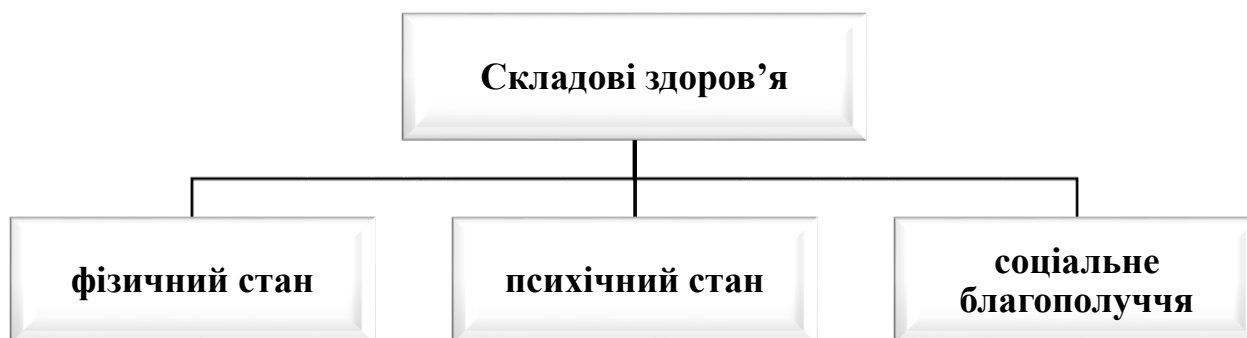 Складові здоров’я
фізичний стан
психічний стан
соціальне
благополуччя